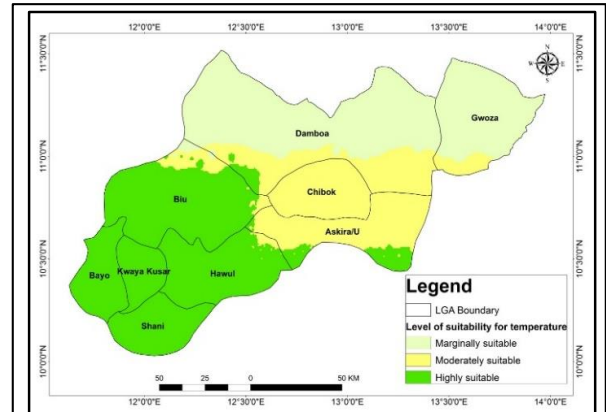 12°0'0"E 12°30'0"E 13°0'0"E 13°30'0"E 14°0'0"E
11°30'0"N
11°30'0"N
N
W E
S
Gwoza
Damboa
11°0'0"N
11°0'0"N
Chibok
Biu
Askira/U
10°30'0"N
10°30'0"N
Bayo
Kwaya Kusar
Hawul
Shani
10°0'0"N
10°0'0"N
Legend
LGA Boundary
Level of suitability for temperature
Marginally suitable
Moderately suitable
Highly suitable
50 25 0 50 KM
12°0'0"E 12°30'0"E 13°0'0"E 13°30'0"E 14°0'0"E